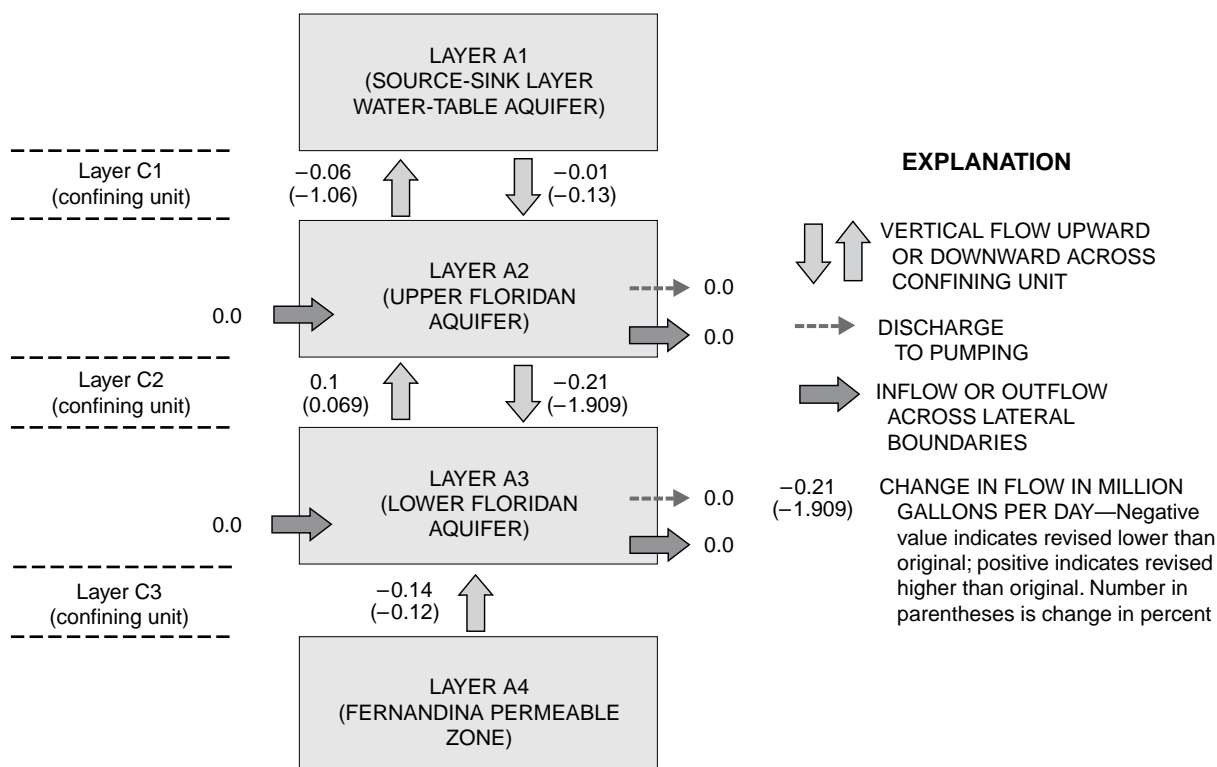 LAYER A1
(SOURCE-SINK LAYER
WATER-TABLE AQUIFER)
Layer C1
(confining unit)
−0.06
(−1.06)
−0.01
(−0.13)
LAYER A2
(UPPER FLORIDAN
AQUIFER)
0.0
0.0
0.0
Layer C2
(confining unit)
0.1
(0.069)
−0.21
(−1.909)
LAYER A3
(LOWER FLORIDAN
AQUIFER)
0.0
0.0
0.0
Layer C3
(confining unit)
−0.14
(−0.12)
LAYER A4
(FERNANDINA PERMEABLE
ZONE)
EXPLANATION
VERTICAL FLOW UPWARD
OR DOWNWARD ACROSS
CONFINING UNIT
DISCHARGE
TO PUMPING
INFLOW OR OUTFLOW
ACROSS LATERAL
BOUNDARIES
−0.21
(−1.909)
CHANGE IN FLOW IN MILLION
GALLONS PER DAY—Negative
value indicates revised lower than
original; positive indicates revised
higher than original. Number in
parentheses is change in percent